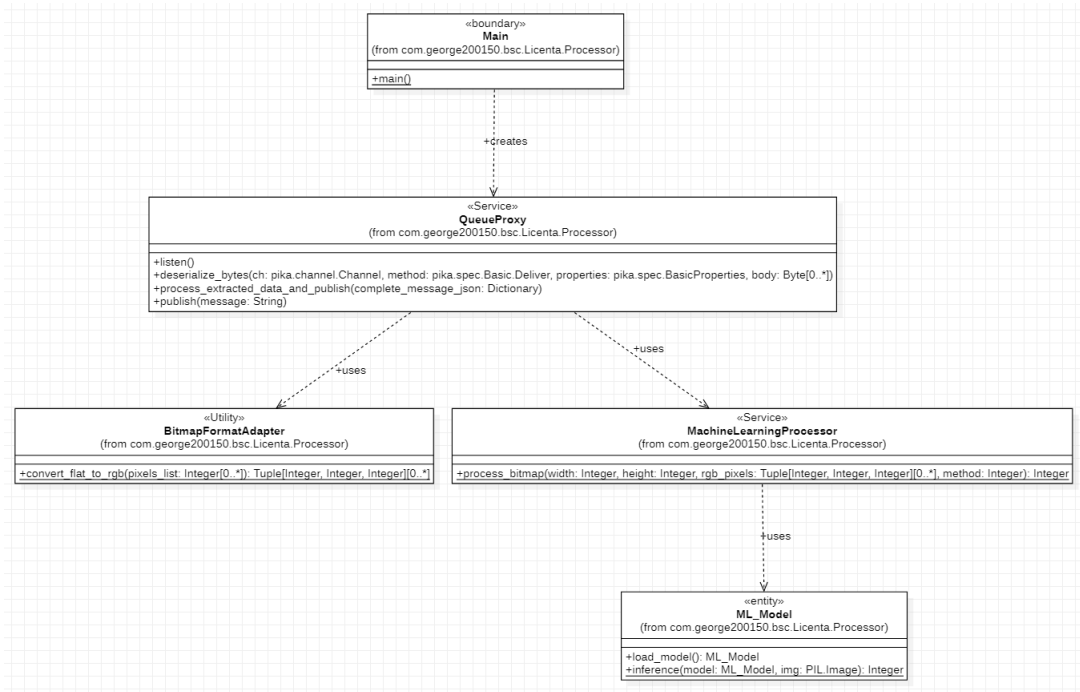 «boundary»
Main
(from com.george200150.bsc.Licenta.Processor)
+main()
+creates
«Service»
QueueProxy
(from com.george200150.bsc.Licenta.Processor)
+listen()
+deserialize_bytes(ch: pika.channel.Channel, method: pika.spec.Basic.Deliver, properties: pika.spec.BasicProperties, body: Byte[0..*])
+process_extracted_data_and_publish(complete_message_json: Dictionary)
+publish(message: String)
+uses
+uses
«Utility»
BitmapFormatAdapter
(from com.george200150.bsc.Licenta.Processor)
+convert_flat_to_rgb(pixels_list: Integer[0..*]): Tuple[Integer, Integer, Integer][0..*]
«Service»
MachineLearningProcessor
(from com.george200150.bsc.Licenta.Processor)
+process_bitmap(width: Integer, height: Integer, rgb_pixels: Tuple[Integer, Integer, Integer][0..*], method: Integer): Integer
+uses
«entity»
ML_Model
(from com.george200150.bsc.Licenta.Processor)
+load_model(): ML_Model
+inference(model: ML_Model, img: PIL.Image): Integer